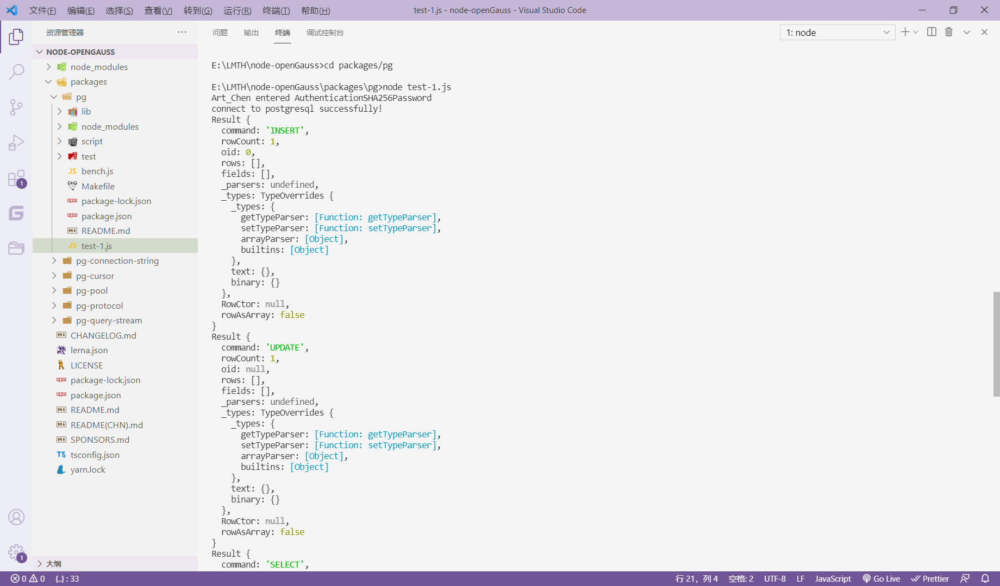 文件(F) 编辑(E) 选择(S) 查看(V) 转到(G) 运行(R) 终端(T) 帮助(H) test-1.js - node-openGauss - Visual Studio Code
资源管理器
NODE-OPENGAUSS
node_modules
packages
pg
lib
node_modules
script
test
JS bench.js
Makefile
package-lock.json
package.json
README.md
JS test-1.js
pg-connection-string
pg-cursor
pg-pool
pg-protocol
pg-query-stream
CHANGELOG.md
lerna.json
LICENSE
package-lock.json
package.json
README.md
README(CHN).md
SPONSORS.md
TS tsconfig.json
yarn.lock
大纲
1
1
问题 输出 终端 调试控制台 1: node
E:\LMTH\node-openGauss>cd packages/pg
E:\LMTH\node-openGauss\packages\pg>node test-1.js
Art_Chen entered AuthenticationSHA256Password
connect to postgresql successfully!
Result {
  command: 'INSERT',
  rowCount: 1,
  oid: 0,
  rows: [],
  fields: [],
  _parsers: undefined,
  _types: TypeOverrides {
    _types: {
      getTypeParser: [Function: getTypeParser],
      setTypeParser: [Function: setTypeParser],
      arrayParser: [Object],
      builtins: [Object]
    },
    text: {},
    binary: {}
  },
  RowCtor: null,
  rowAsArray: false
}
Result {
  command: 'UPDATE',
  rowCount: 1,
  oid: null,
  rows: [],
  fields: [],
  _parsers: undefined,
  _types: TypeOverrides {
    _types: {
      getTypeParser: [Function: getTypeParser],
      setTypeParser: [Function: setTypeParser],
      arrayParser: [Object],
      builtins: [Object]
    },
    text: {},
    binary: {}
  },
  RowCtor: null,
  rowAsArray: false
}
Result {
  command: 'SELECT',
0 0 {..} : 33 行 21, 列 4 空格: 2 UTF-8 LF JavaScript Go Live Prettier